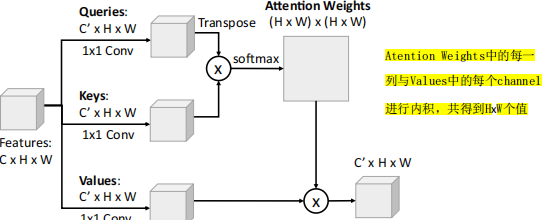 Queries:
C’ x H x W
1x1 Conv
Transpose
Attention Weights
(H x W) x (H x W)
X
softmax
Keys:
C’ x H x W
1x1 Conv
Features:
C x H x W
Values:
C’ x H x W
1x1 Conv
X
C’ x H x W
Atention Weights中的每一
列与Values中的每个channel
进行内积，共得到HxW个值